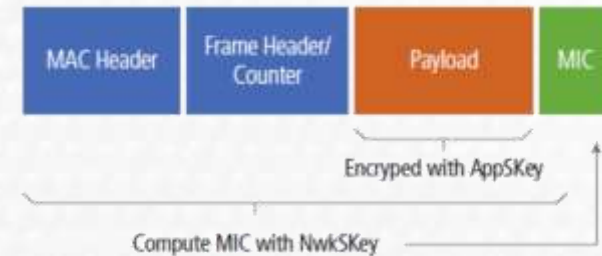 MAC Header
Frame Header/
Counter
Payload
MIC
Encryped with AppSKey
Compute MIC with NwkSKey